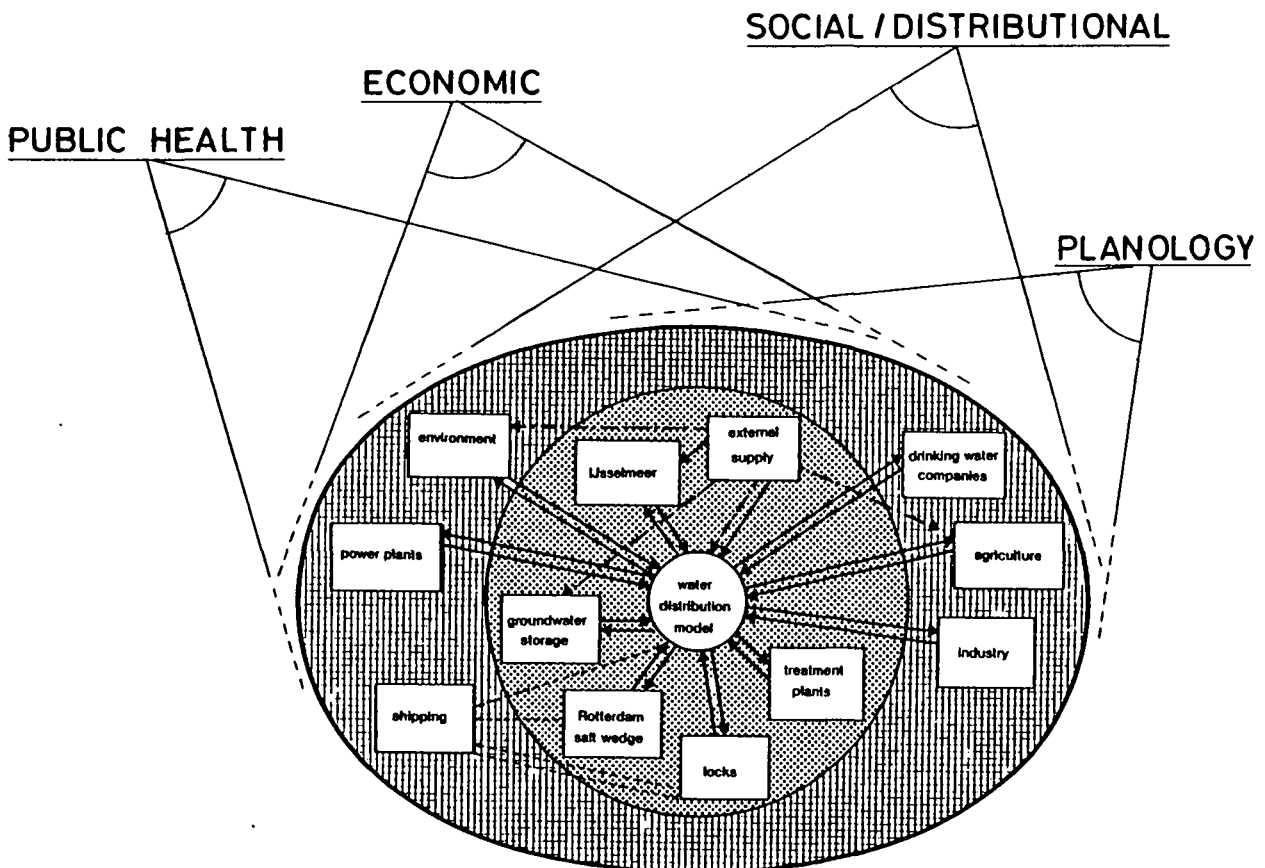 SOCIAL / DISTRIBUTIONAL
ECONOMIC
PUBLIC HEALTH
PLANOLOGY
environment
external
supply
IJsselmeer
drinking water
companies
power plants
agriculture
water
distribution
model
groundwater
storage
industry
treatment
plants
shipping
Rotterdam
salt wedge
locks